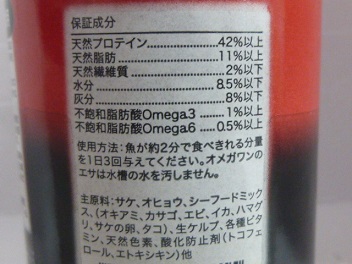 保証成分
天然プロテイン..................42%以上
天然脂肪..........................11%以上
天然繊維質........................2%以下
水分................................8.5%以下
灰分...................................8%以下
不飽和脂肪酸Omega3 ......1%以上
不飽和脂肪酸Omega6 ...0.5%以上
使用方法:魚が約2分で食べきれる分量
を1日3回与えてください。オメガワンの
エサは水槽の水を汚しません。
主原料:サケ、オヒョウ、シーフードミック
ス、(オキアミ、カサゴ、エビ、イカ、ハマグ
リ、サケの卵、タコ)、生ケルプ、各種ビタ
ミン、天然色素、酸化防止剤(トコフェ
ロール、エトキシキン)他